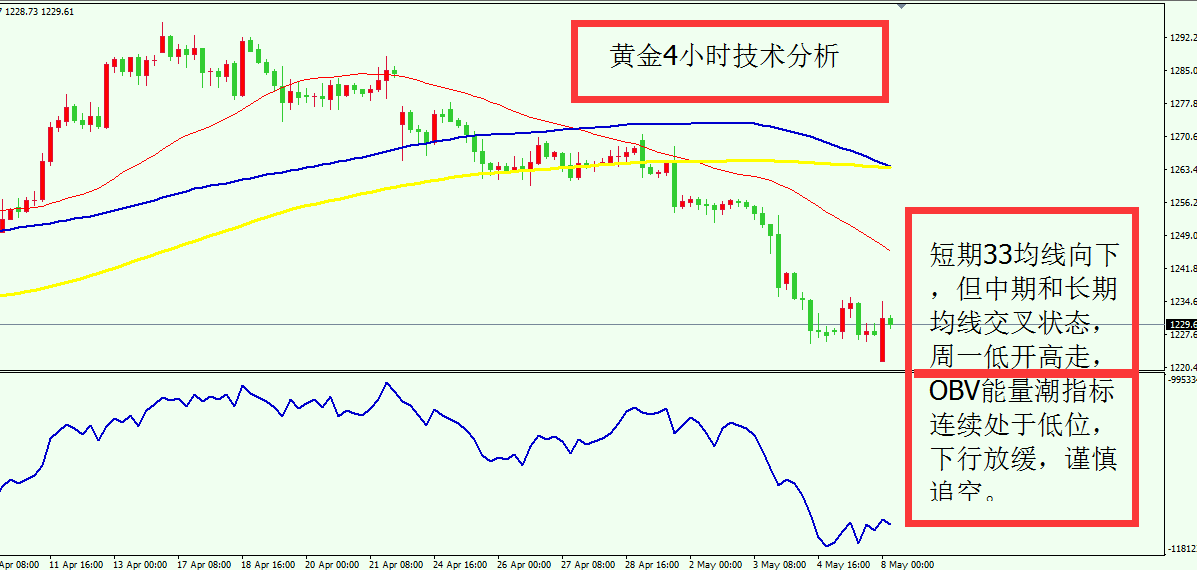 1228.73 1229.61
黄金4小时技术分析
1292.2
1285.0
1277.8
1270.6
1263.4
1256.2
1249.0
1241.8
1234.6
1229.6
1227.6
1220.4
短期33均线向下
，但中期和长期
均线交叉状态，
周一低开高走，
OBV能量潮指标
连续处于低位，
下行放缓，谨慎
追空。
-995334
-118123
Apr 08:00 11 Apr 16:00 13 Apr 00:00 17 Apr 08:00 18 Apr 16:00 20 Apr 00:00 21 Apr 08:00 24 Apr 16:00 26 Apr 00:00 27 Apr 08:00 28 Apr 16:00 2 May 00:00 3 May 08:00 4 May 16:00 8 May 00:00